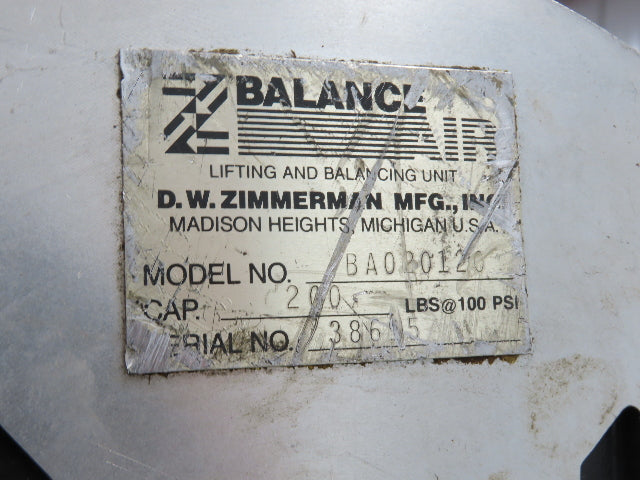 BALANCE
AIR
LIFTING AND BALANCING UNIT
D.W. ZIMMERMAN MFG., INC
MADISON HEIGHTS, MICHIGAN U.S.A.
MODEL NO.
CAP. 200 LBS@100 PSI
SERIAL NO.